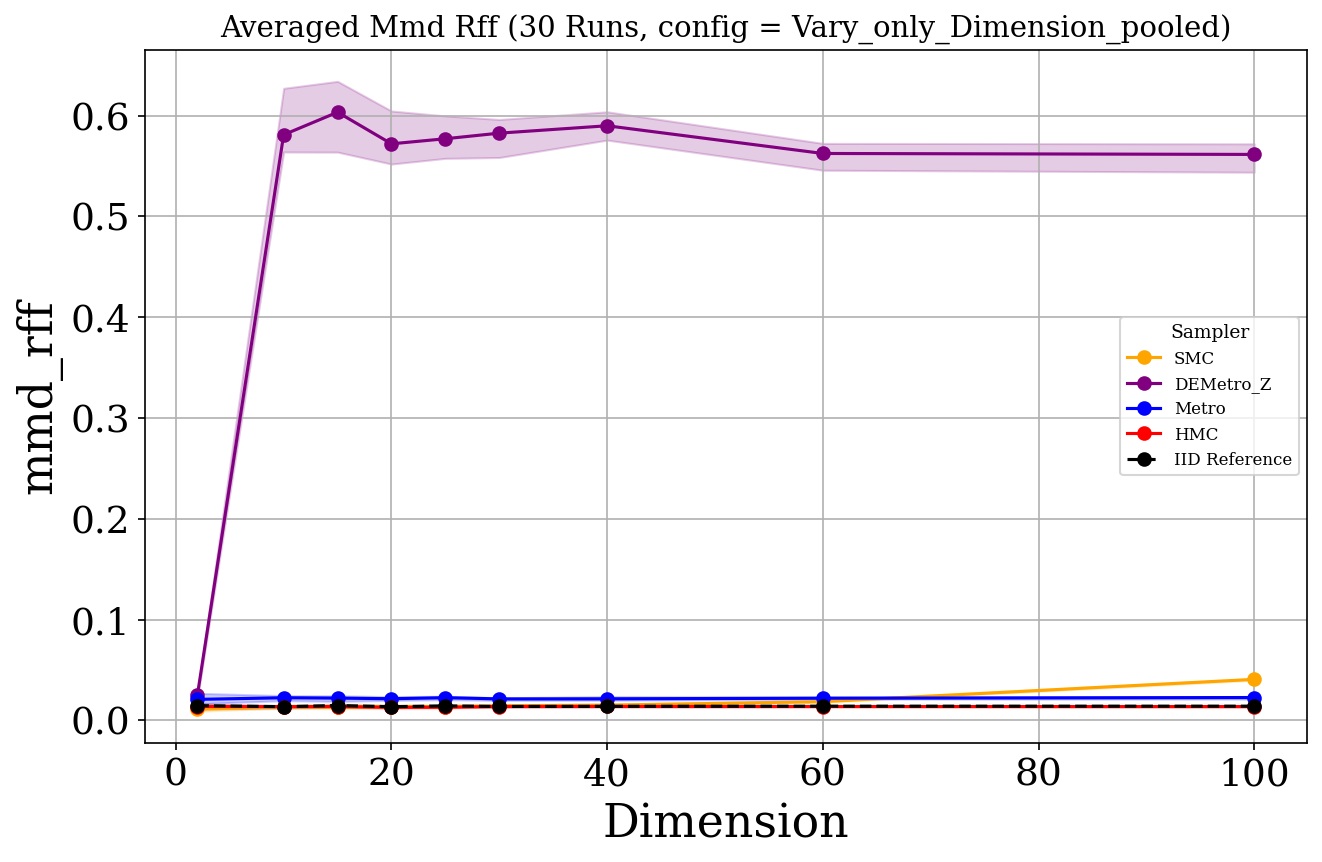 Averaged Mmd Rff (30 Runs, config = Vary_only_Dimension_pooled)
mmd_rff
0.6
0.5
0.4
0.3
0.2
0.1
0.0
Sampler
SMC
DEMetro_Z
Metro
HMC
IID Reference
0 20 40 60 80 100
Dimension